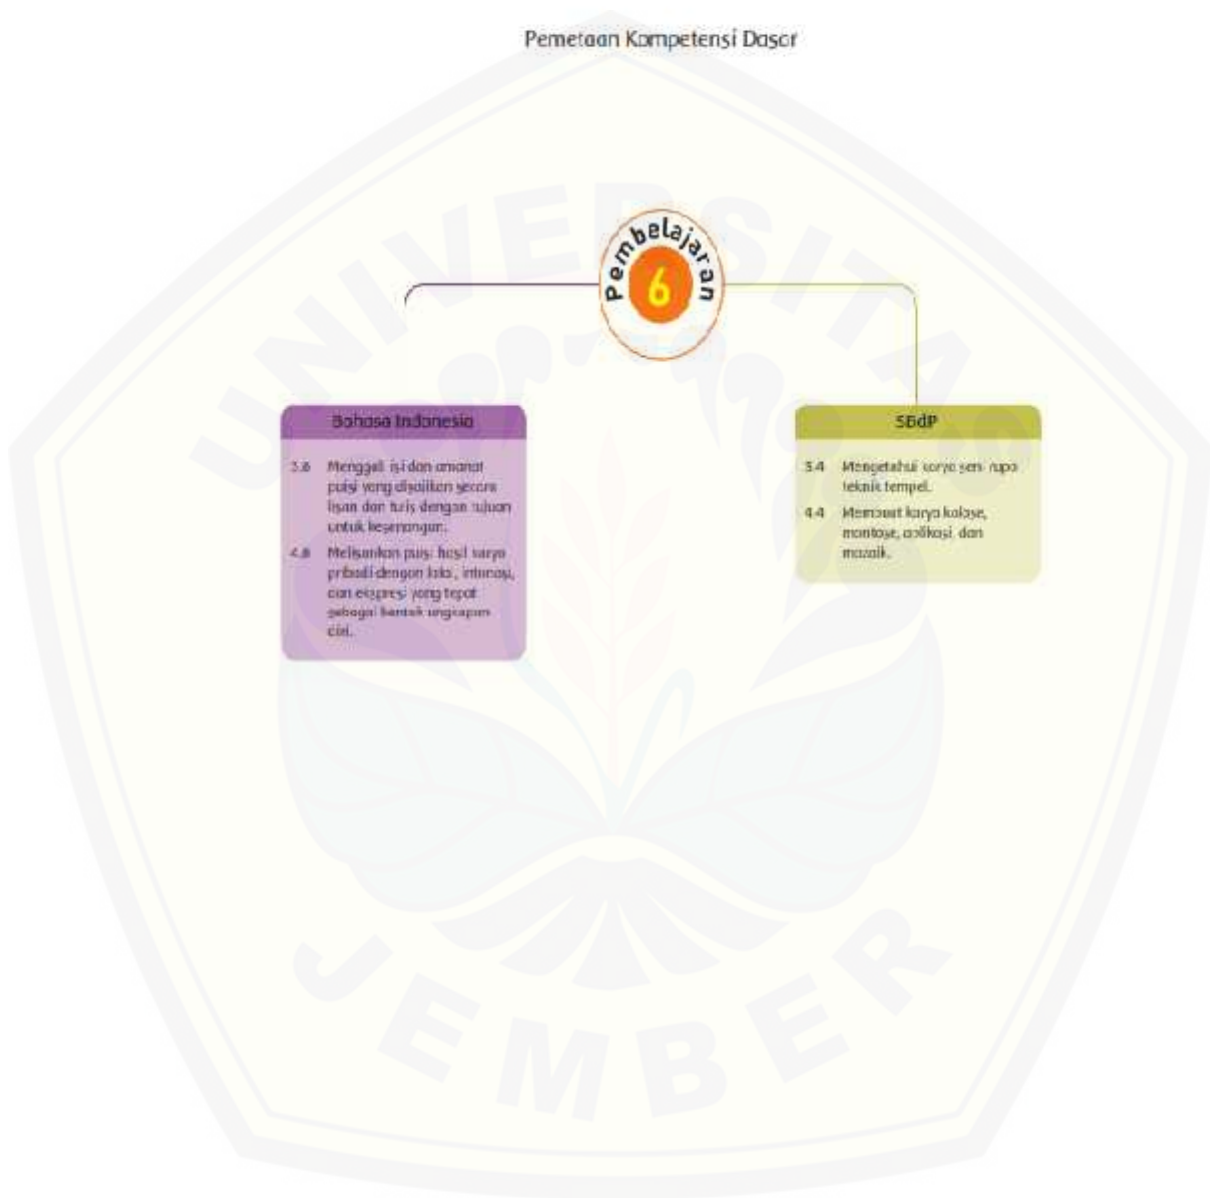 Pemetaan Kompetensi Dasar
UNIVERSITAS
Pembelajaran
6
Bahasa Indonesia
3.6 Menggali isi dan amanat
puisi yang disajikan secara
lisan dan tulis dengan tujuan
untuk kesenangan.
4.6 Melisankan puisi hasil karya
pribadi dengan lafal, intonasi,
dan ekspresi yang tepat
sebagai bentuk ungkapan
diri.
SBdP
3.4 Mengetahui karya seni rupa
teknik tempel.
4.4 Membuat karya kolase,
montase, aplikasi, dan
mozaik.
JEMBER